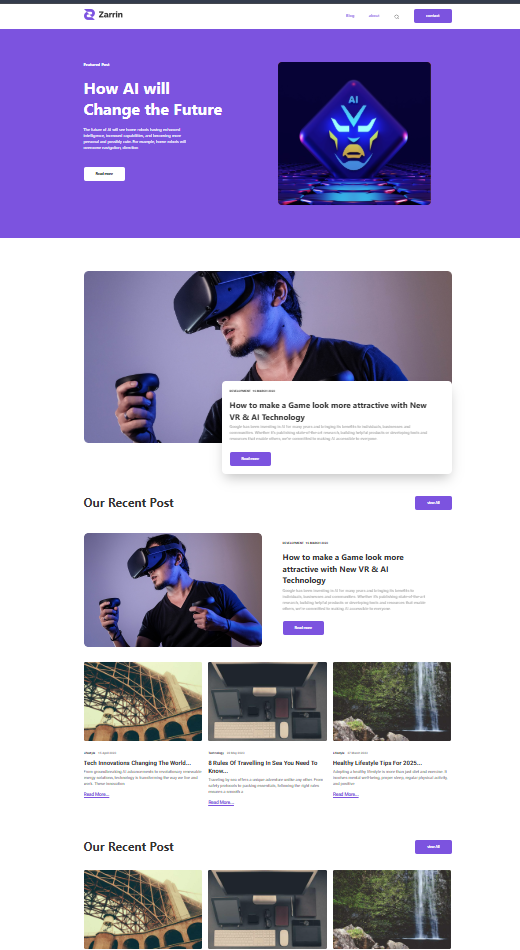 Zarrin
Blog
about
contact
Featured Post
How AI will
Change the Future
The future of AI will see home robots having enhanced
intelligence, increased capabilities, and becoming more
personal and possibly cute. For example, home robots will
overcome navigation, direction
Read more
AI
DEVELOPMENT
How to make a Game look more attractive with New
VR & AI Technology
Google has been investing in AI for many years and bringing its benefits to individuals, businesses and
communities. Whether it's publishing state-of-the-art research, building helpful products or developing tools and
resources that enable others, we're committed to making AI accessible to everyone.
Read more
Our Recent Post
view All
DEVELOPMENT
How to make a Game look more
attractive with New VR & AI
Technology
Google has been investing in AI for many years and bringing its benefits to
individuals, businesses and communities. Whether it's publishing state-of-the-art
research, building helpful products or developing tools and resources that enable
others, we're committed to making AI accessible to everyone.
Read more
Tech Innovations Changing The World...
From groundbreaking AI advancements to revolutionary renewable
energy solutions, technology is transforming the way we live and
work. These innovation
Read More...
Technology
8 Rules Of Travelling In Sea You Need To
Know...
Traveling by sea offers a unique adventure unlike any other. From
safety protocols to packing essentials, following the right rules
ensures a smooth a
Read More...
Lifestyle
Healthy Lifestyle Tips For 2025...
Adopting a healthy lifestyle is more than just diet and exercise. It
involves mental well-being, proper sleep, regular physical activity,
and creative
Read More...
Our Recent Post
view All